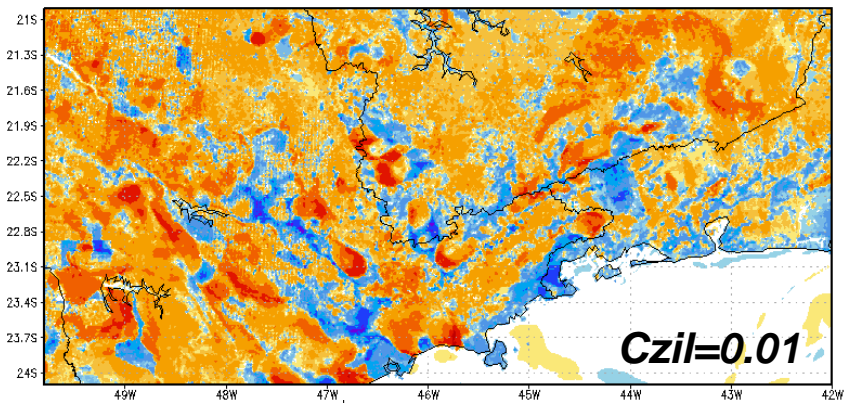 21S
21.3S
21.6S
21.9S
22.2S
22.5S
22.8S
23.1S
23.4S
23.7S
24S
Czil=0.01
49W 48W 47W 46W 45W 44W 43W 42W